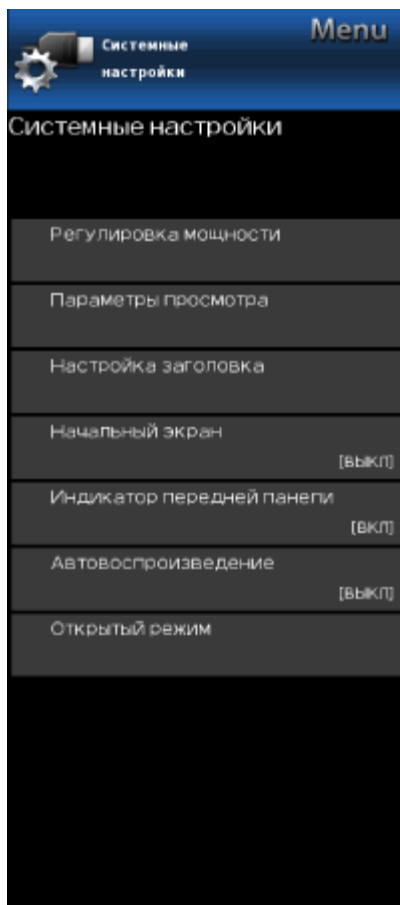 Menu
Системные
настройки
Системные настройки
Регулировка мощности
Параметры просмотра
Настройка заголовка
Начальный экран
[ВЫКЛ]
Индикатор передней панели
[ВКЛ]
Автовоспроизведение
[ВЫКЛ]
Открытый режим